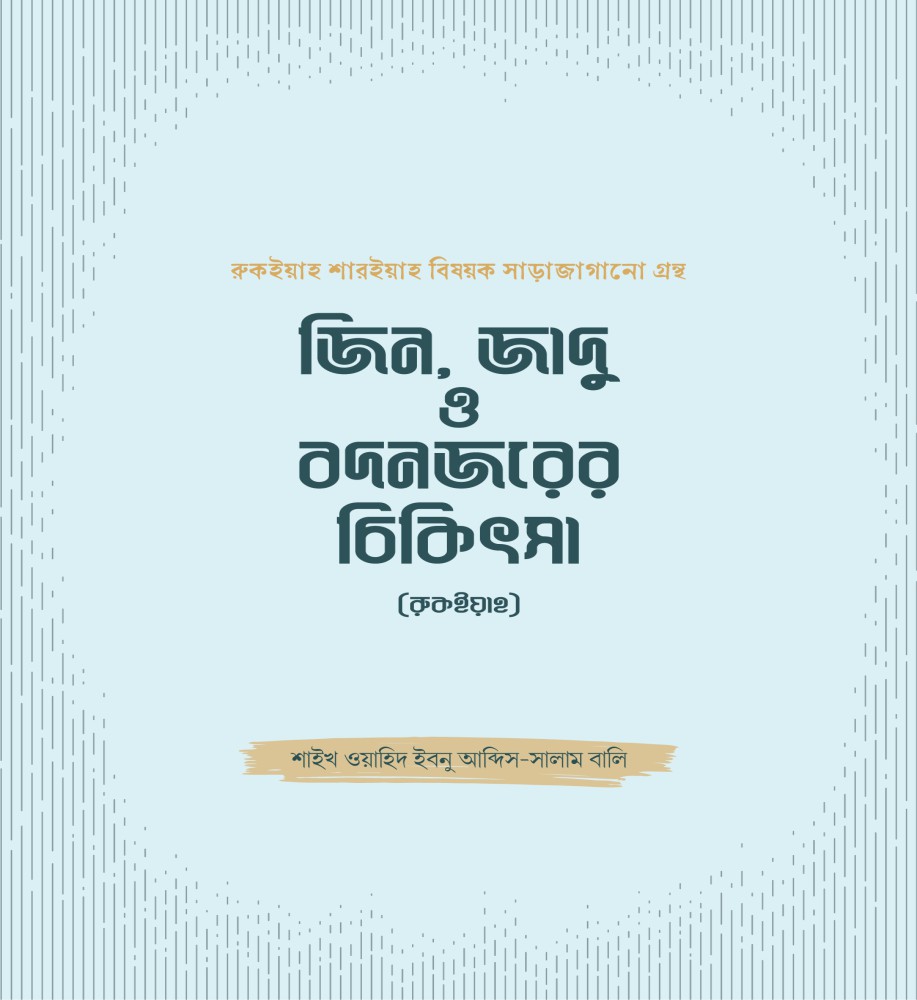 রুকইয়াহ শারইয়াহ বিষয়ক সাড়াজাগানো গ্রন্থ
জিন, জাদু
ও
বদনজরের
চিকিৎসা
(রুকইয়াহ)
শাইখ ওয়াহিদ ইবনু আব্দিস-সালাম বালি